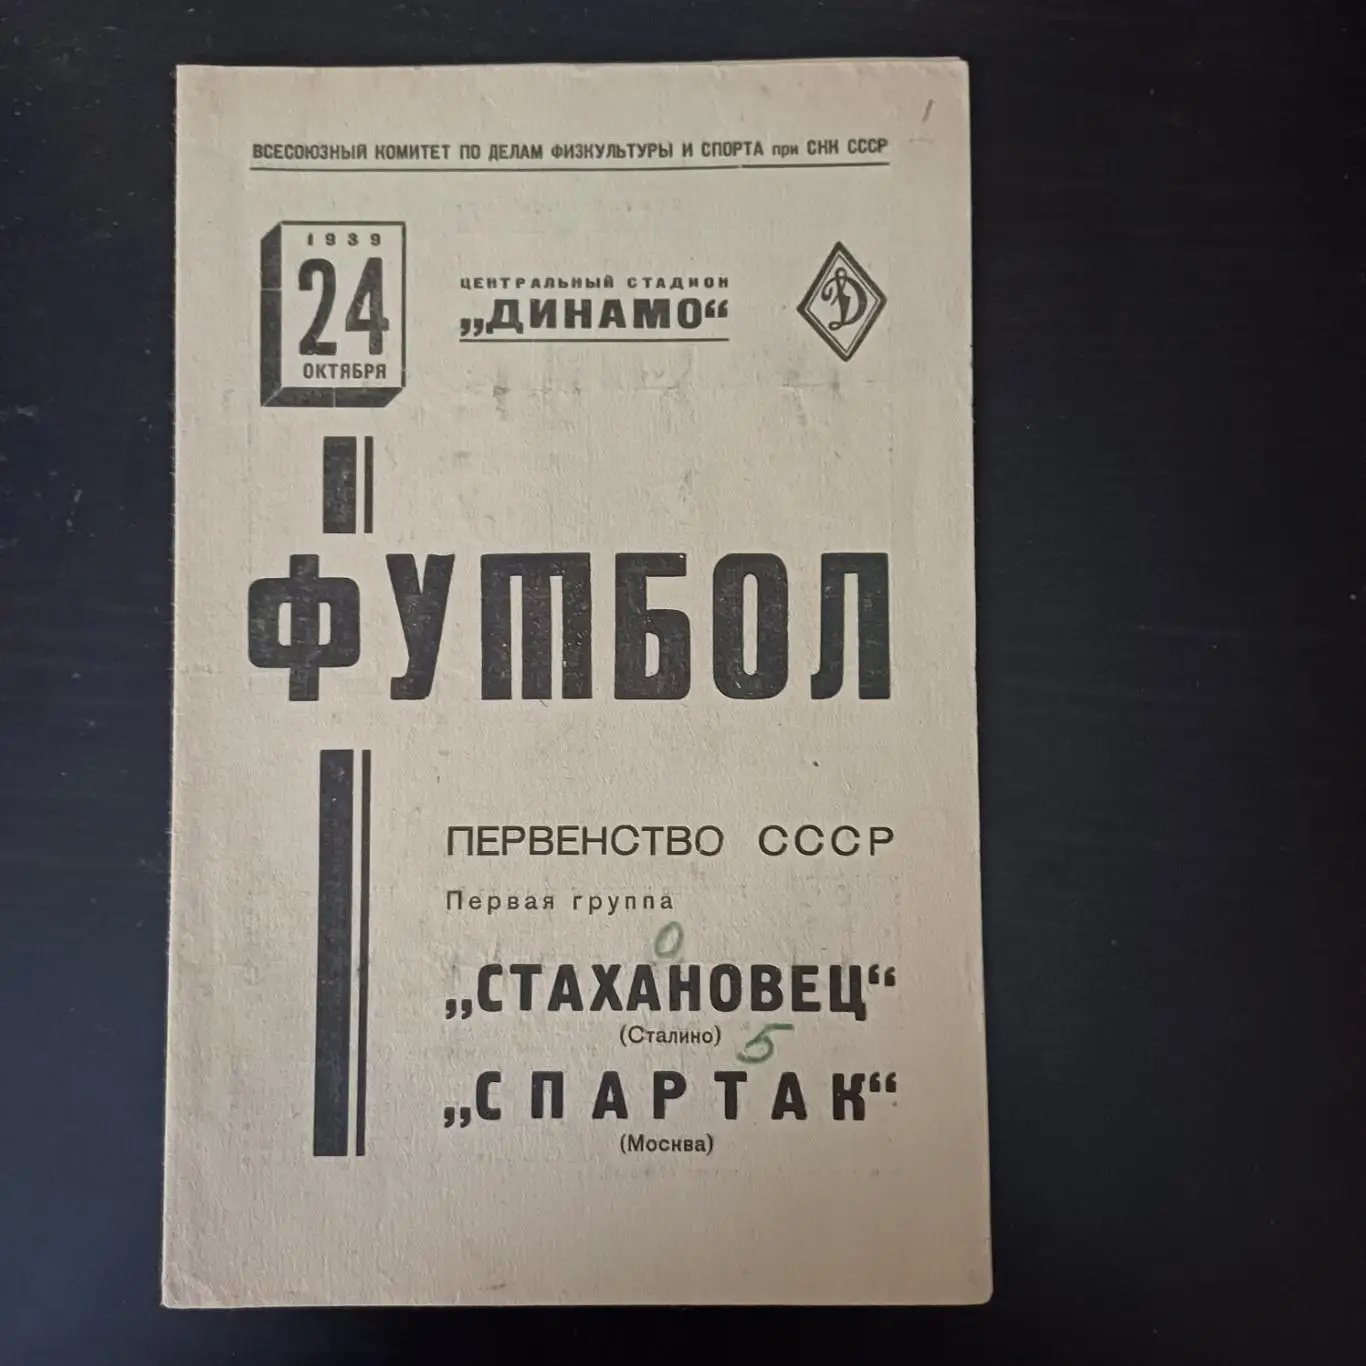 1
ВСЕСОЮЗНЫЙ КОМИТЕТ ПО ДЕЛАМ ФИЗКУЛЬТУРЫ И СПОРТА при СНК СССР
1939
24
ОКТЯБРЯ
ЦЕНТРАЛЬНЫЙ СТАДИОН
„ДИНАМО“
Д
ФУТБОЛ
ПЕРВЕНСТВО СССР
Первая группа
0
„СТАХАНОВЕЦ“
(Сталино)
5
„СПАРТАК“
(Москва)